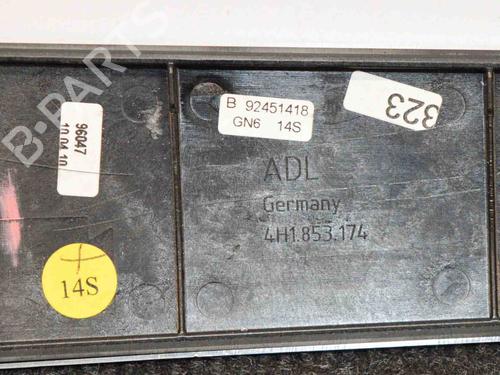 B-PARTS
96047
10 04 10
B 92451418
GN6 14S
323
ADL
Germany
4H1.853.174
14S